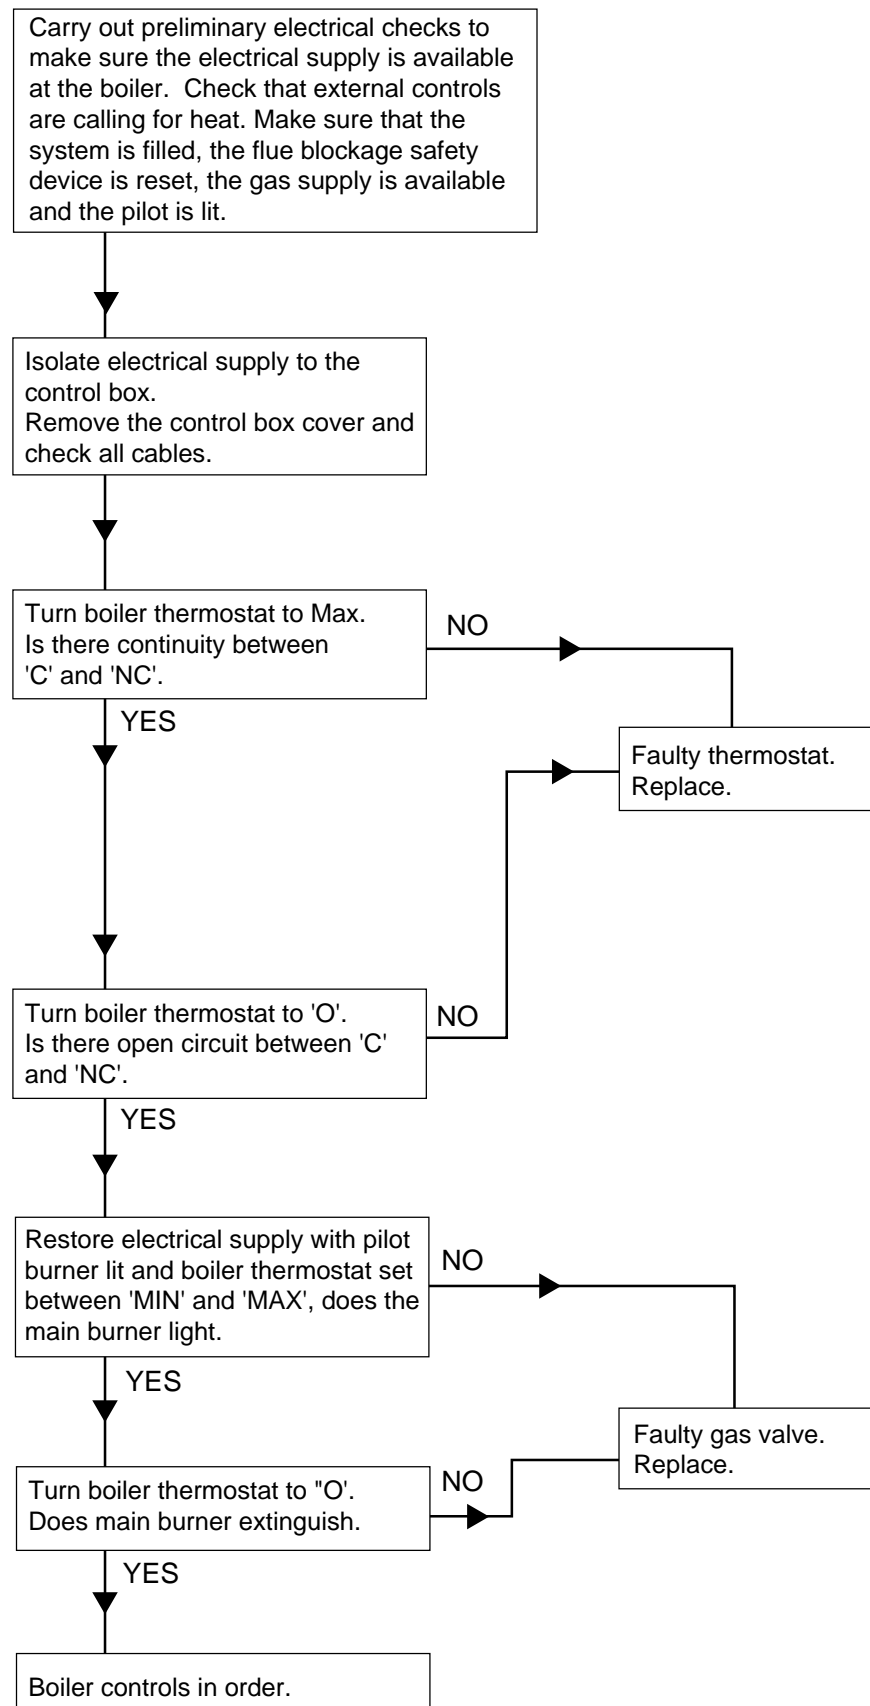 Carry out preliminary electrical checks to
make sure the electrical supply is available
at the boiler.  Check that external controls
are calling for heat. Make sure that the
system is filled, the flue blockage safety
device is reset, the gas supply is available
and the pilot is lit.
Isolate electrical supply to the
control box.
Remove the control box cover and
check all cables.
Turn boiler thermostat to Max.
Is there continuity between
'C' and 'NC'.
NO
YES
Faulty thermostat.
Replace.
Turn boiler thermostat to 'O'.
Is there open circuit between 'C'
and 'NC'.
NO
YES
Restore electrical supply with pilot
burner lit and boiler thermostat set
between 'MIN' and 'MAX', does the
main burner light.
NO
YES
Faulty gas valve.
Replace.
Turn boiler thermostat to "O'.
Does main burner extinguish.
NO
YES
Boiler controls in order.